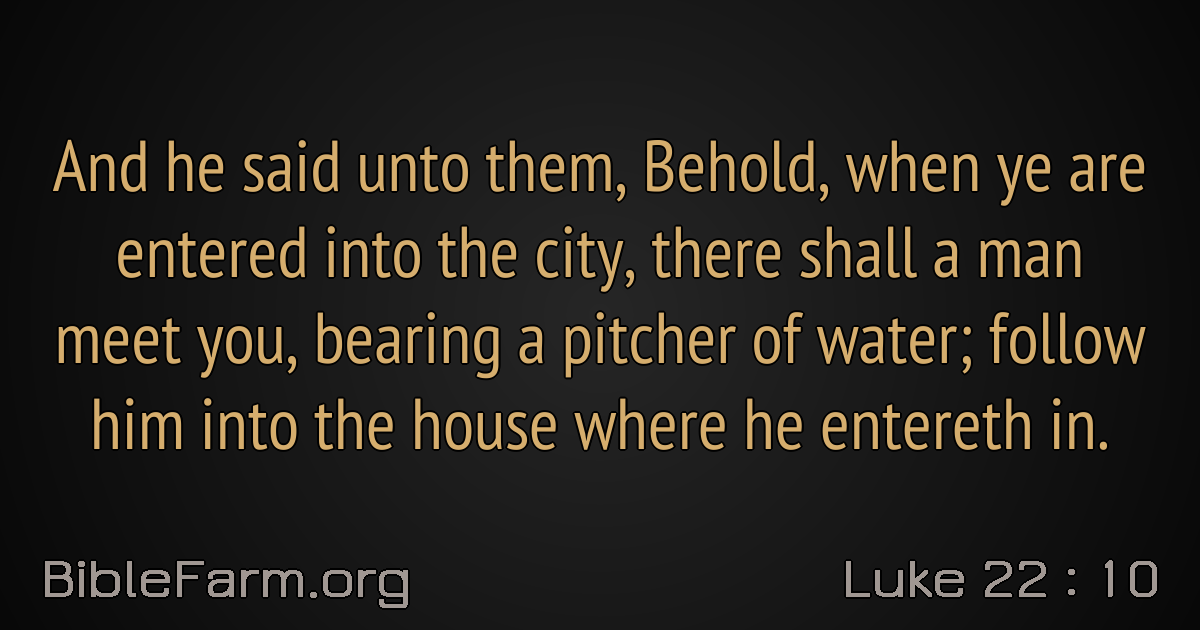 And he said unto them, Behold, when ye are
entered into the city, there shall a man
meet you, bearing a pitcher of water; follow
him into the house where he entereth in.
BibleFarm.org
Luke 22 : 10